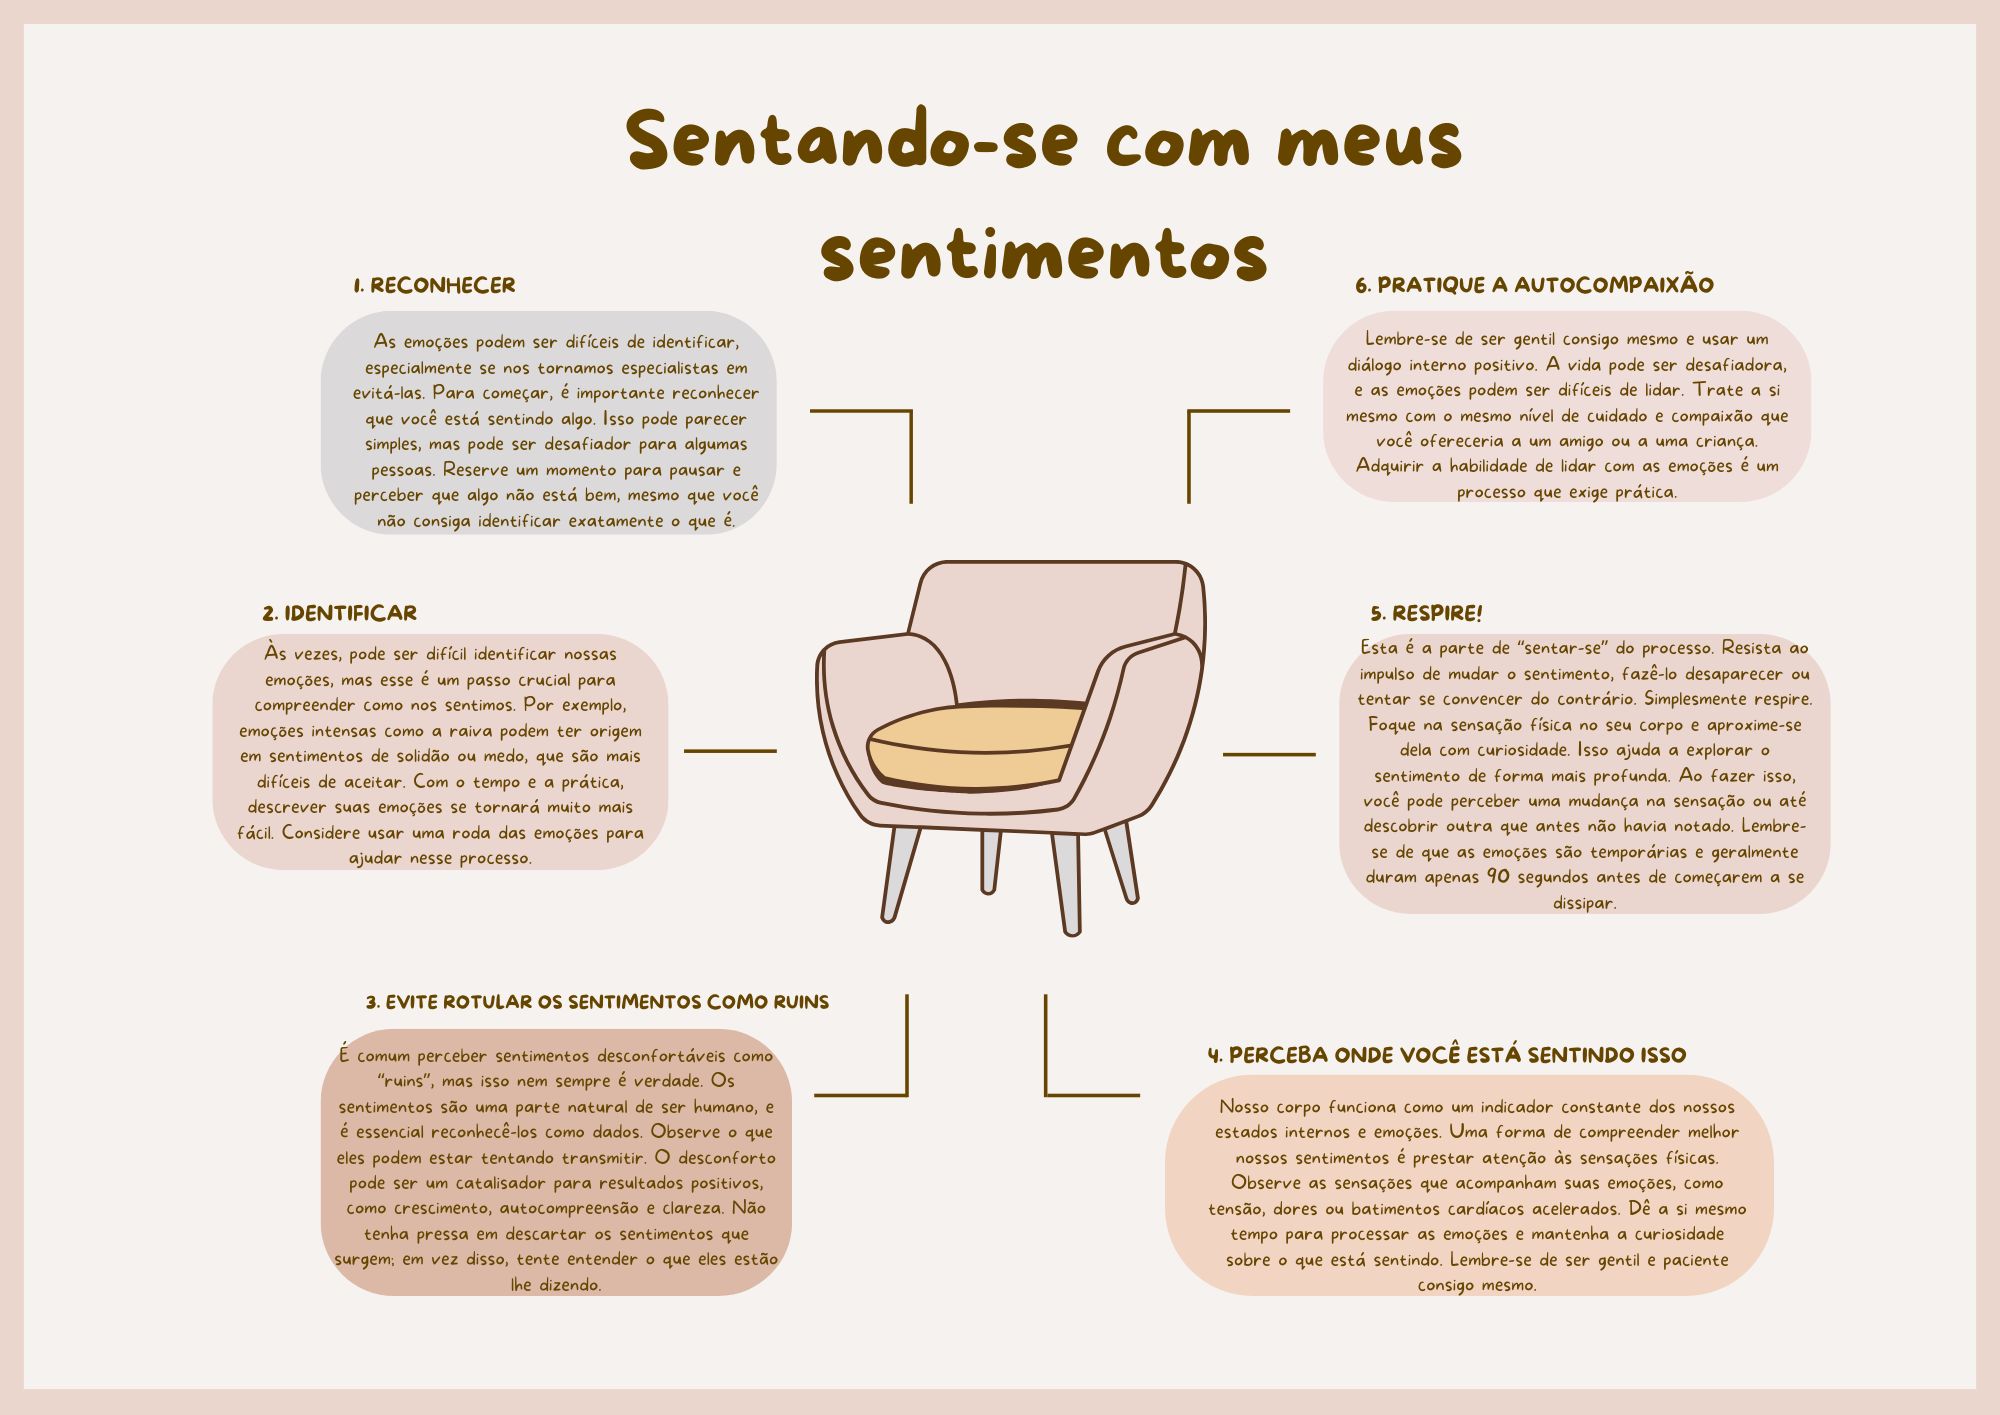 Sentando-se com meus
sentimentos
1. RECONHECER
As emoções podem ser difíceis de identificar,
especialmente se nos tornamos especialistas em
evitá-las. Para começar, é importante reconhecer
que você está sentindo algo. Isso pode parecer
simples, mas pode ser desafiador para algumas
pessoas. Reserve um momento para pausar e
perceber que algo não está bem, mesmo que você
não consiga identificar exatamente o que é.
2. IDENTIFICAR
Às vezes, pode ser difícil identificar nossas
emoções, mas esse é um passo crucial para
compreender como nos sentimos. Por exemplo,
emoções intensas como a raiva podem ter origem
em sentimentos de solidão ou medo, que são mais
difíceis de aceitar. Com o tempo e a prática,
descrever suas emoções se tornará muito mais
fácil. Considere usar uma roda das emoções para
ajudar nesse processo.
3. EVITE ROTULAR OS SENTIMENTOS COMO RUINS
É comum perceber sentimentos desconfortáveis como
“ruins”, mas isso nem sempre é verdade. Os
sentimentos são uma parte natural de ser humano, e
é essencial reconhecê-los como dados. Observe o que
eles podem estar tentando transmitir. O desconforto
pode ser um catalisador para resultados positivos,
como crescimento, autocompreensão e clareza. Não
tenha pressa em descartar os sentimentos que
surgem; em vez disso, tente entender o que eles estão
lhe dizendo.
4. PERCEBA ONDE VOCÊ ESTÁ SENTINDO ISSO
Nosso corpo funciona como um indicador constante dos nossos
estados internos e emoções. Uma forma de compreender melhor
nossos sentimentos é prestar atenção às sensações físicas.
Observe as sensações que acompanham suas emoções, como
tensão, dores ou batimentos cardíacos acelerados. Dê a si mesmo
tempo para processar as emoções e mantenha a curiosidade
sobre o que está sentindo. Lembre-se de ser gentil e paciente
consigo mesmo.
5. RESPIRE!
Esta é a parte de “sentar-se” do processo. Resista ao
impulso de mudar o sentimento, fazê-lo desaparecer ou
tentar se convencer do contrário. Simplesmente respire.
Foque na sensação física no seu corpo e aproxime-se
dela com curiosidade. Isso ajuda a explorar o
sentimento de forma mais profunda. Ao fazer isso,
você pode perceber uma mudança na sensação ou até
descobrir outra que antes não havia notado. Lembre-
se de que as emoções são temporárias e geralmente
duram apenas 90 segundos antes de começarem a se
dissipar.
6. PRATIQUE A AUTOCOMPAIXÃO
Lembre-se de ser gentil consigo mesmo e usar um
diálogo interno positivo. A vida pode ser desafiadora,
e as emoções podem ser difíceis de lidar. Trate a si
mesmo com o mesmo nível de cuidado e compaixão que
você ofereceria a um amigo ou a uma criança.
Adquirir a habilidade de lidar com as emoções é um
processo que exige prática.